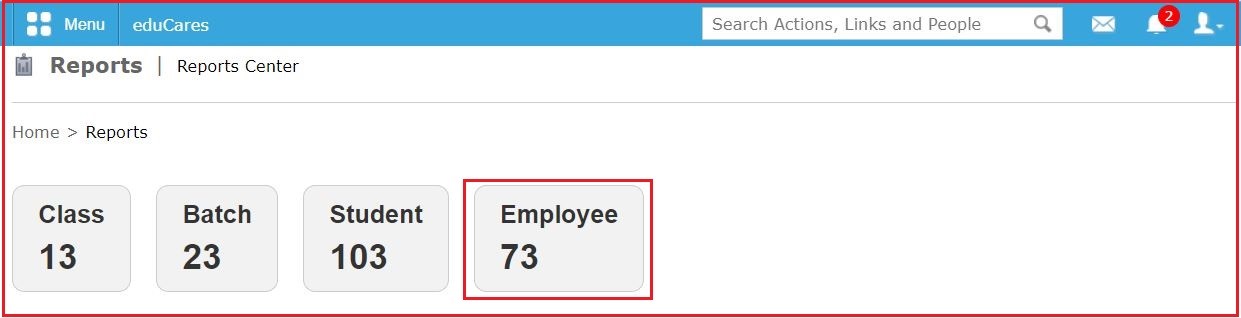 Menu eduCares Search Actions, Links and People 2
Reports | Reports Center
Home > Reports
Class Batch Student Employee
13 23 103 73